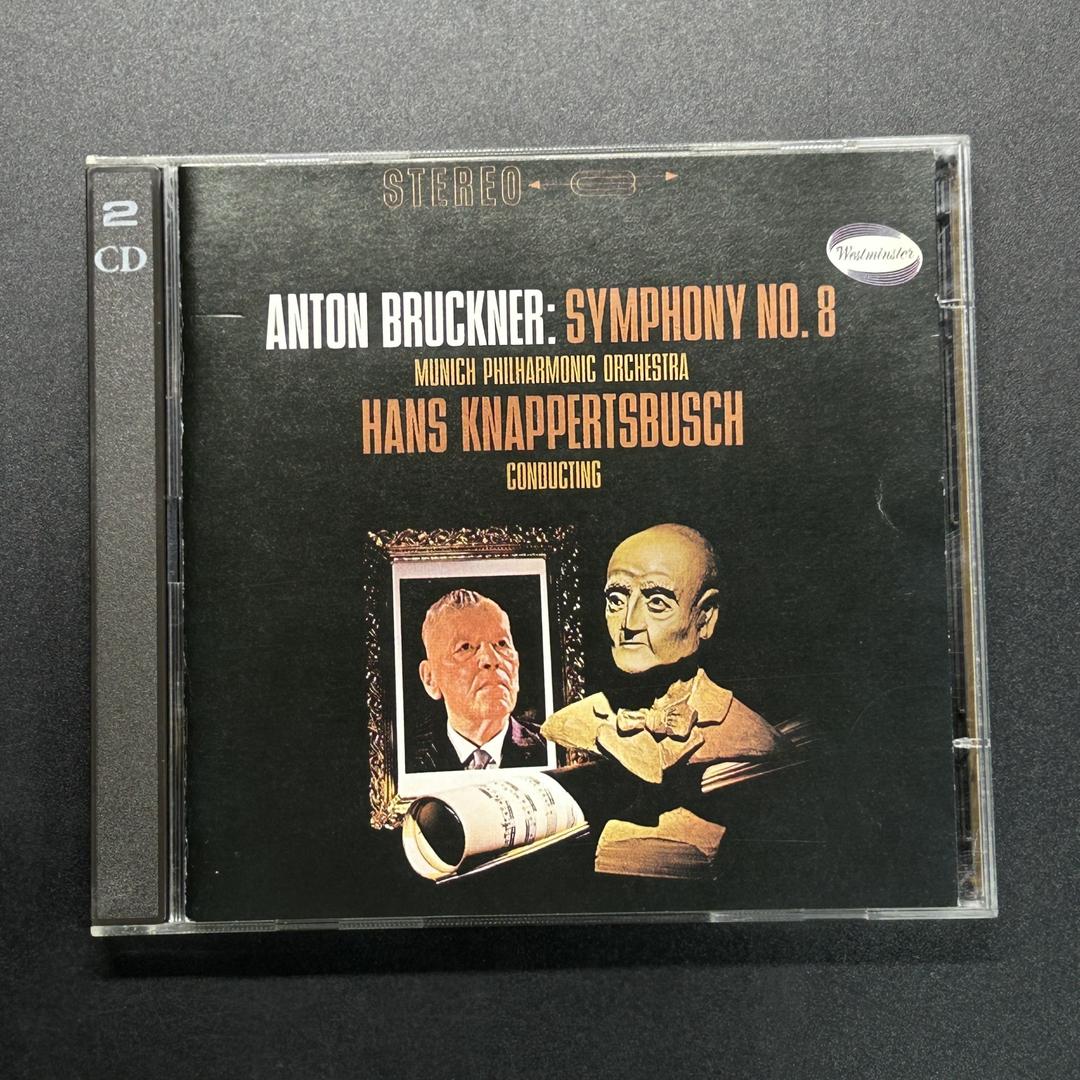 2
CD
STEREO
Westminster
ANTON BRUCKNER: SYMPHONY NO. 8
MUNICH PHILHARMONIC ORCHESTRA
HANS KNAPPERTSBUSCH
CONDUCTING